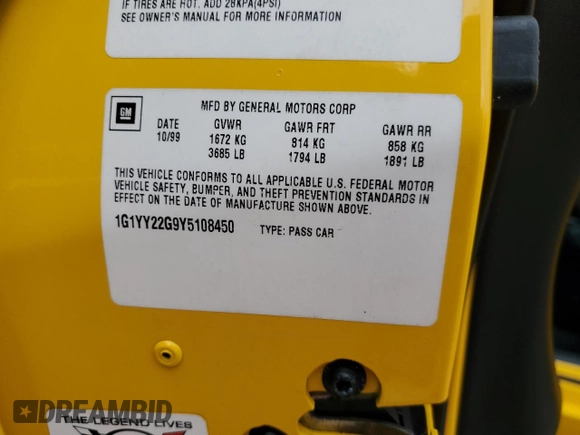 IF TIRES ARE HOT, ADD 28KPA(4PSI)
SEE OWNER'S MANUAL FOR MORE INFORMATION
GM
MFD BY GENERAL MOTORS CORP
DATE GVWR GAWR FRT GAWR RR
10/99 1672 KG 814 KG 858 KG
3685 LB 1794 LB 1891 LB
THIS VEHICLE CONFORMS TO ALL APPLICABLE U.S. FEDERAL MOTOR
VEHICLE SAFETY, BUMPER, AND THEFT PREVENTION STANDARDS IN
EFFECT ON THE DATE OF MANUFACTURE SHOWN ABOVE.
1G1YY22G9Y5108450 TYPE: PASS CAR
THE LEGEND LIVES
DREAMBID